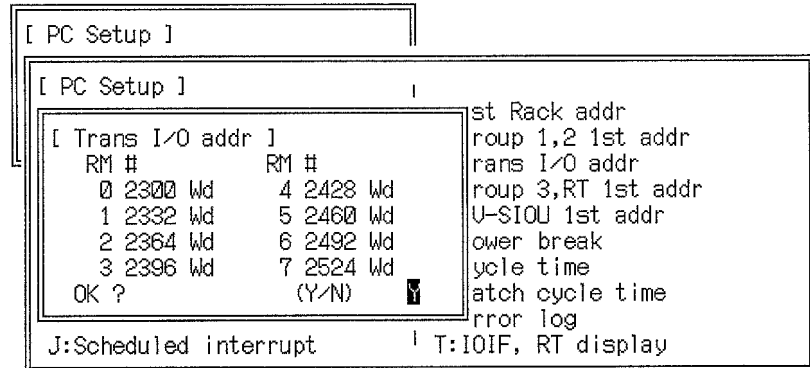 [ PC Setup ]
[ PC Setup ]
st Rack addr
[ Trans I/O addr ]
roup 1,2 1st addr
RM # RM #
rans I/O addr
0 2300 Wd 4 2428 Wd
roup 3,RT 1st addr
1 2332 Wd 5 2460 Wd
V-SIOU 1st addr
2 2364 Wd 6 2492 Wd
ower break
3 2396 Wd 7 2524 Wd
ycle time
OK ? (Y/N) Y
atch cycle time
rror log
J:Scheduled interrupt T:IOIF, RT display